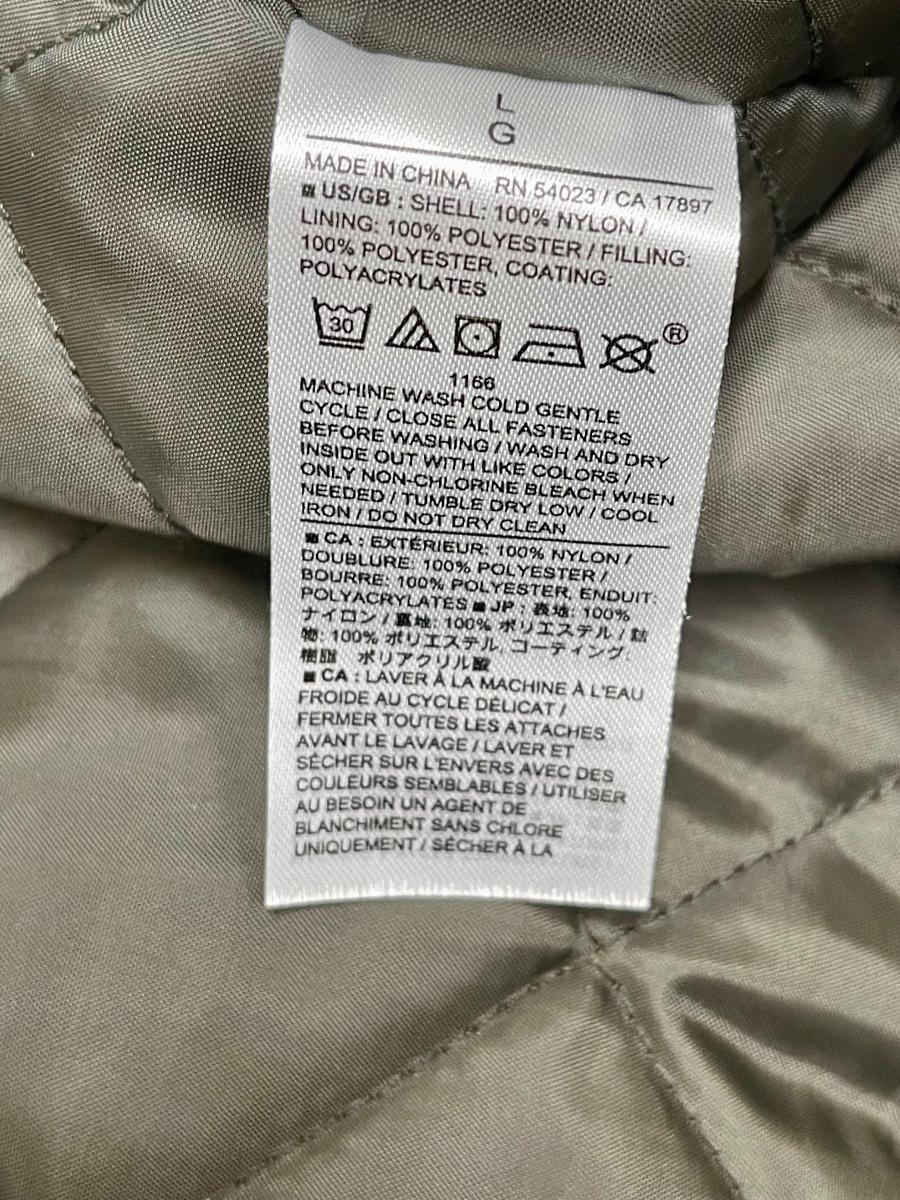 L
G
MADE IN CHINA RN 54023 / CA 17897
■ US/GB : SHELL: 100% NYLON /
LINING: 100% POLYESTER / FILLING:
100% POLYESTER, COATING:
POLYACRYLATES
30
®
1166
MACHINE WASH COLD GENTLE
CYCLE / CLOSE ALL FASTENERS
BEFORE WASHING / WASH AND DRY
INSIDE OUT WITH LIKE COLORS /
ONLY NON-CHLORINE BLEACH WHEN
NEEDED / TUMBLE DRY LOW / COOL
IRON / DO NOT DRY CLEAN
■ CA : EXTÉRIEUR: 100% NYLON /
DOUBLURE: 100% POLYESTER /
BOURRE: 100% POLYESTER, ENDUIT:
POLYACRYLATES ■ JP : 表地: 100%
ナイロン / 裏地: 100% ポリエステル / 詰
物: 100% ポリエステル, コーティング:
樹脂 ポリアクリル酸
■ CA : LAVER À LA MACHINE À L'EAU
FROIDE AU CYCLE DÉLICAT /
FERMER TOUTES LES ATTACHES
AVANT LE LAVAGE / LAVER ET
SÉCHER SUR L'ENVERS AVEC DES
COULEURS SEMBLABLES / UTILISER
AU BESOIN UN AGENT DE
BLANCHIMENT SANS CHLORE
UNIQUEMENT / SÉCHER À LA